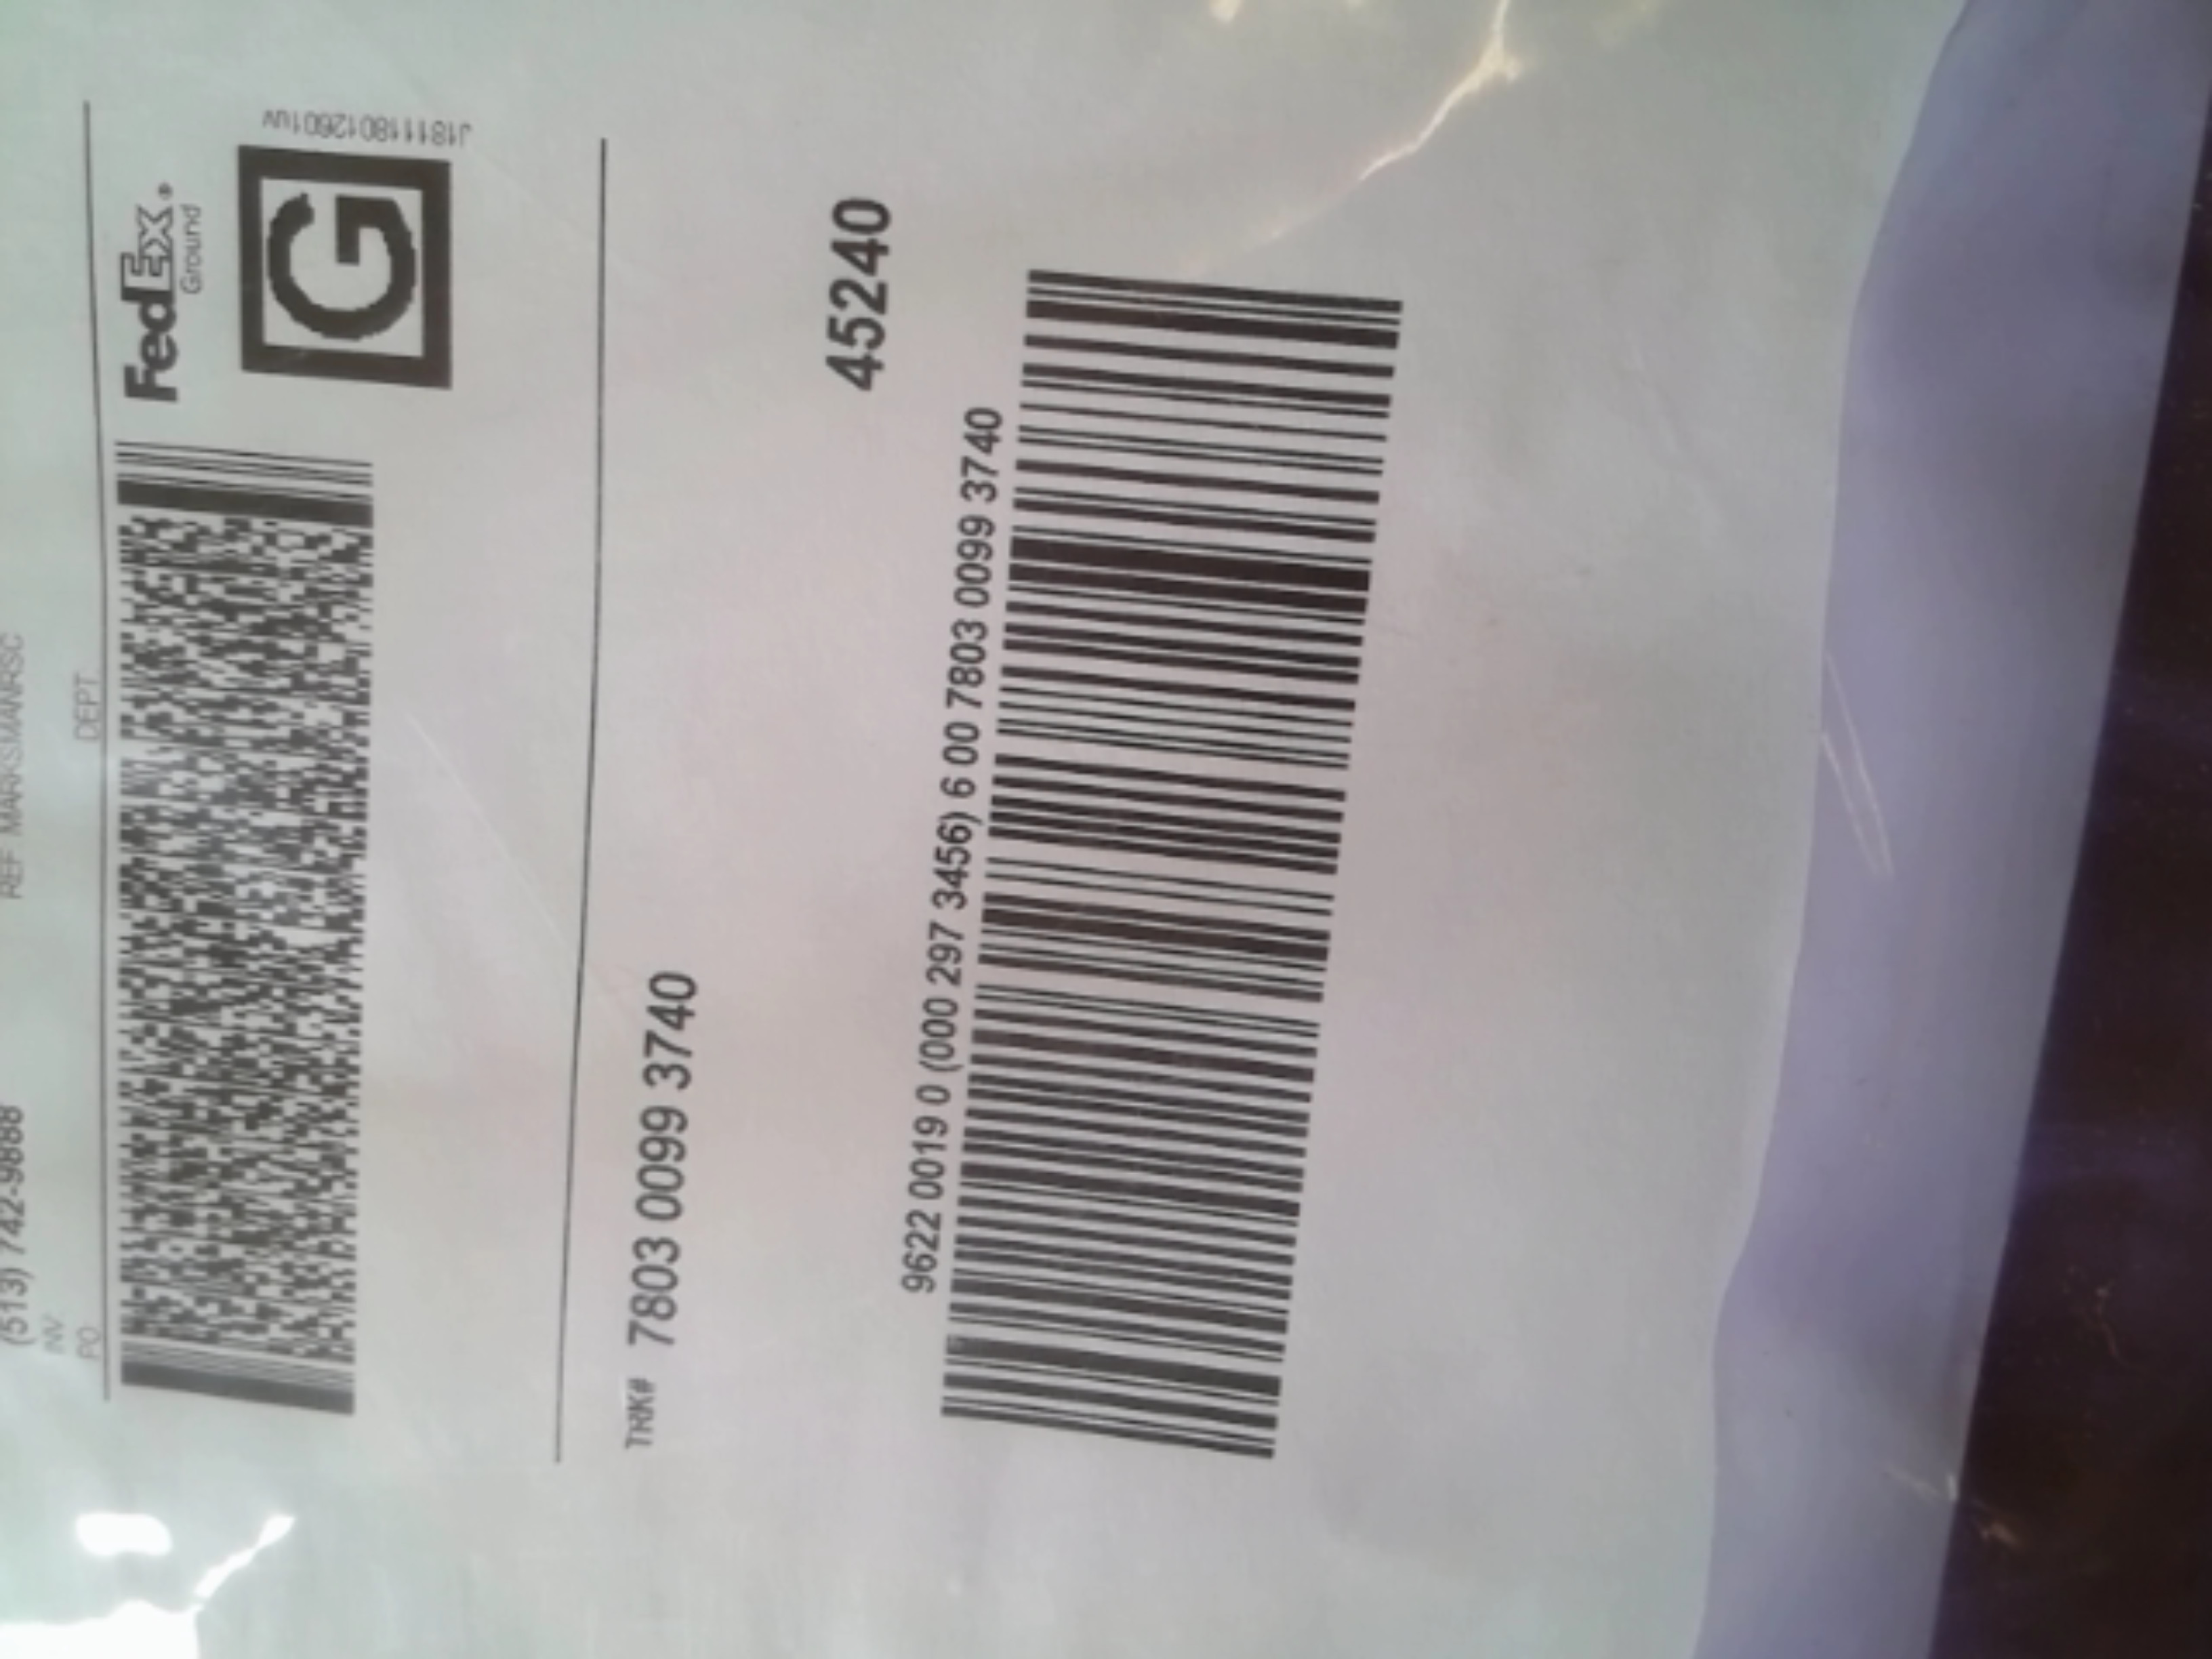 (513) 742-9888
REF MARKSMANRSC
INV
PO
DEPT
FedEx®
Ground
G
J181118012601uv
TRK# 7803 0099 3740
45240
9622 0019 0 (000 297 3456) 6 00 7803 0099 3740